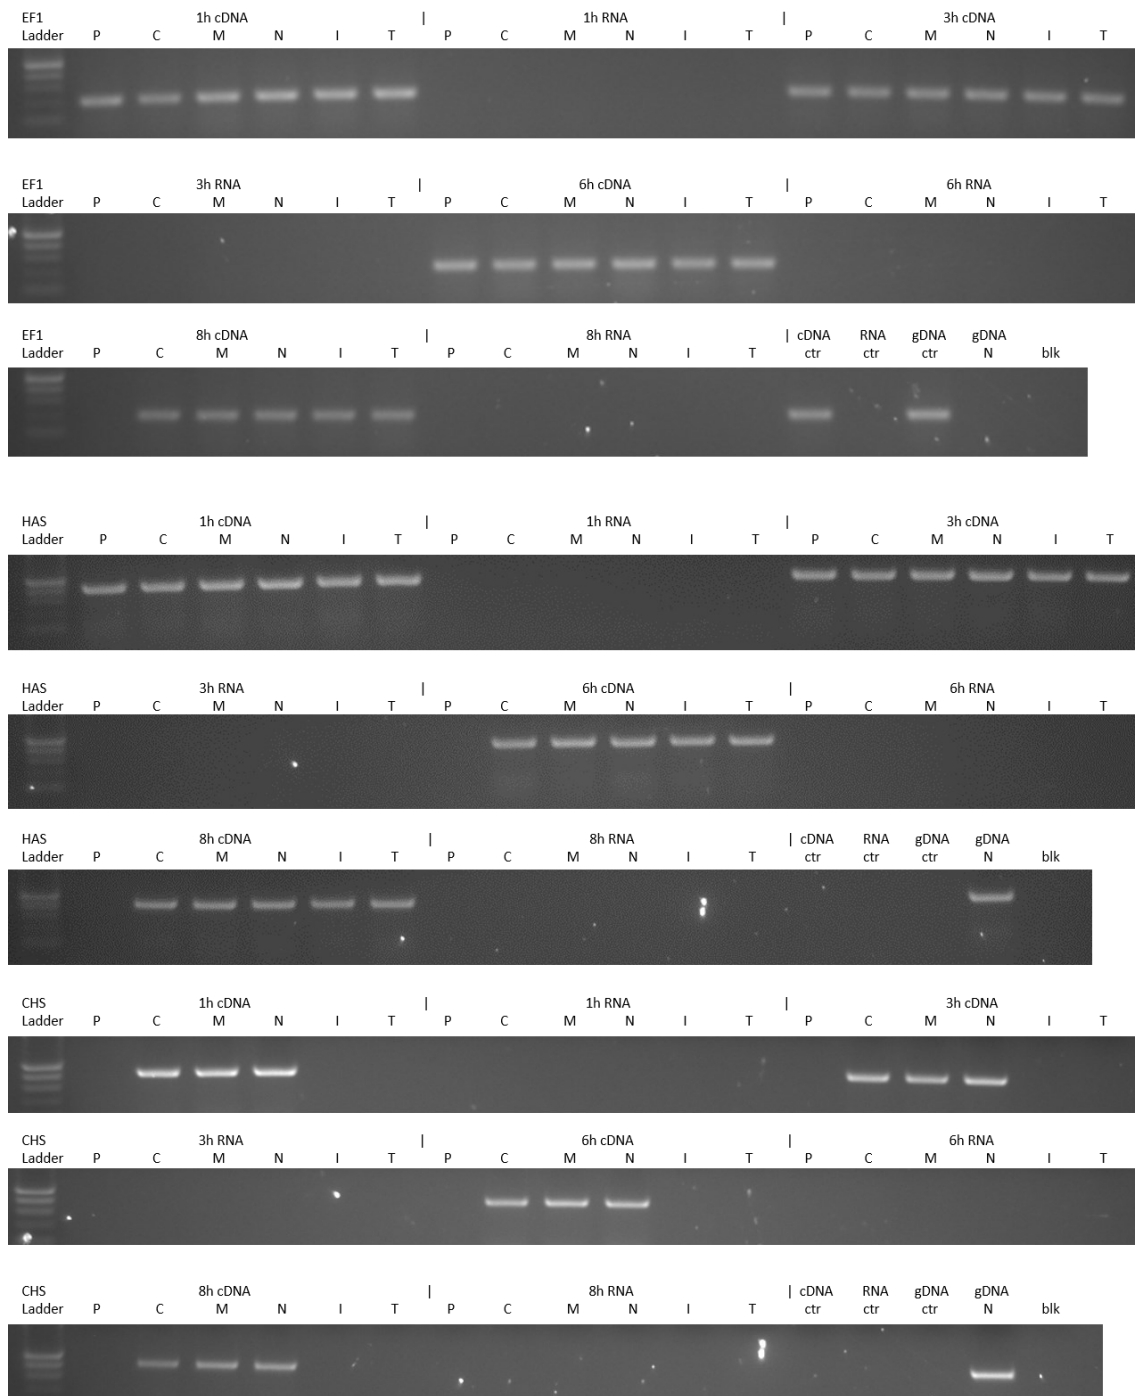 EF1 1h cDNA | 1h RNA | 3h cDNA
Ladder P C M N I T P C M N I T P C M N I T
EF1 3h RNA | 6h cDNA | 6h RNA
Ladder P C M N I T P C M N I T P C M N I T
EF1 8h cDNA | 8h RNA | cDNA RNA gDNA gDNA
Ladder P C M N I T P C M N I T ctr ctr ctr N blk
HAS 1h cDNA | 1h RNA | 3h cDNA
Ladder P C M N I T P C M N I T P C M N I T
HAS 3h RNA | 6h cDNA | 6h RNA
Ladder P C M N I T P C M N I T P C M N I T
HAS 8h cDNA | 8h RNA | cDNA RNA gDNA gDNA
Ladder P C M N I T P C M N I T ctr ctr ctr N blk
CHS 1h cDNA | 1h RNA | 3h cDNA
Ladder P C M N I T P C M N I T P C M N I T
CHS 3h RNA | 6h cDNA | 6h RNA
Ladder P C M N I T P C M N I T P C M N I T
CHS 8h cDNA | 8h RNA | cDNA RNA gDNA gDNA
Ladder P C M N I T P C M N I T ctr ctr ctr N blk